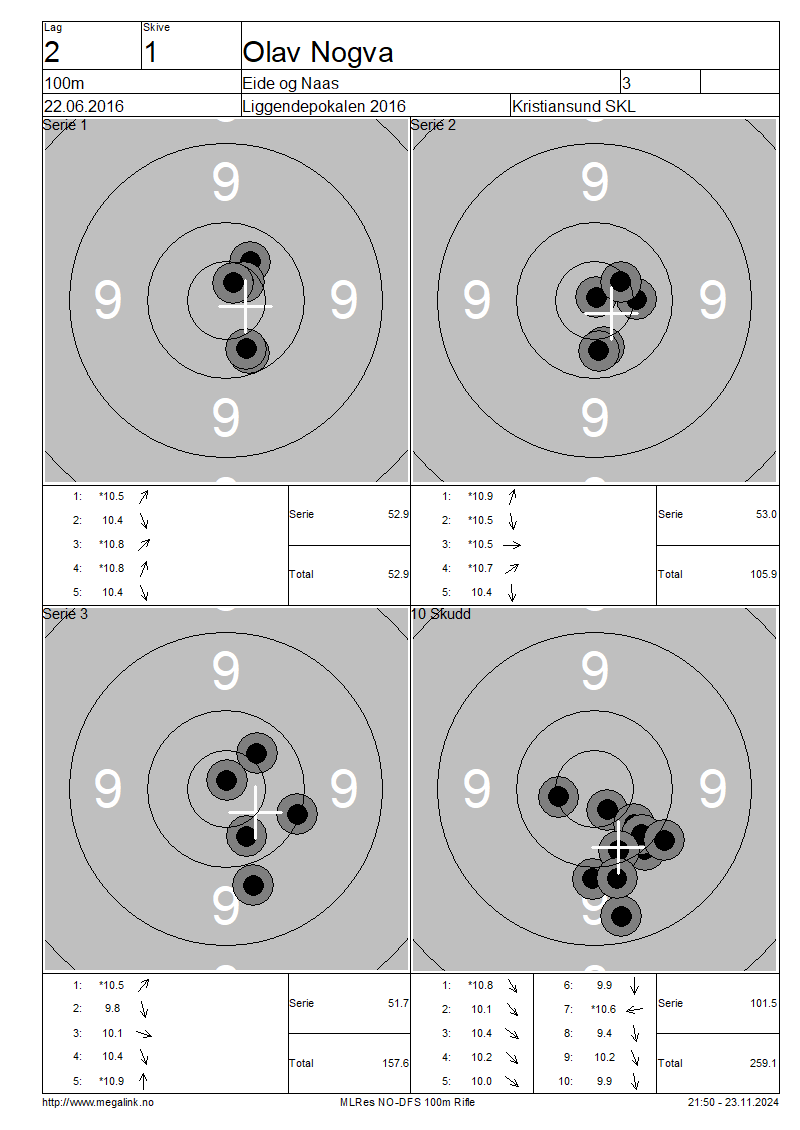 Lag Skive
2 1 Olav Nogva
100m Eide og Naas 3
22.06.2016 Liggendepokalen 2016 Kristiansund SKL
Serie 1
9
9 9
9
1: *10.5
2: 10.4
3: *10.8
4: *10.8
5: 10.4
Serie 52.9
Total 52.9
Serie 2
9
9 9
9
1: *10.9
2: *10.5
3: *10.5
4: *10.7
5: 10.4
Serie 53.0
Total 105.9
Serie 3
9
9 9
9
1: *10.5
2: 9.8
3: 10.1
4: 10.4
5: *10.9
Serie 51.7
Total 157.6
10 Skudd
9
9 9
9
1: *10.8
2: 10.1
3: 10.4
4: 10.2
5: 10.0
6: 9.9
7: *10.6
8: 9.4
9: 10.2
10: 9.9
Serie 101.5
Total 259.1
http://www.megalink.no MLRes NO-DFS 100m Rifle 21:50 - 23.11.2024